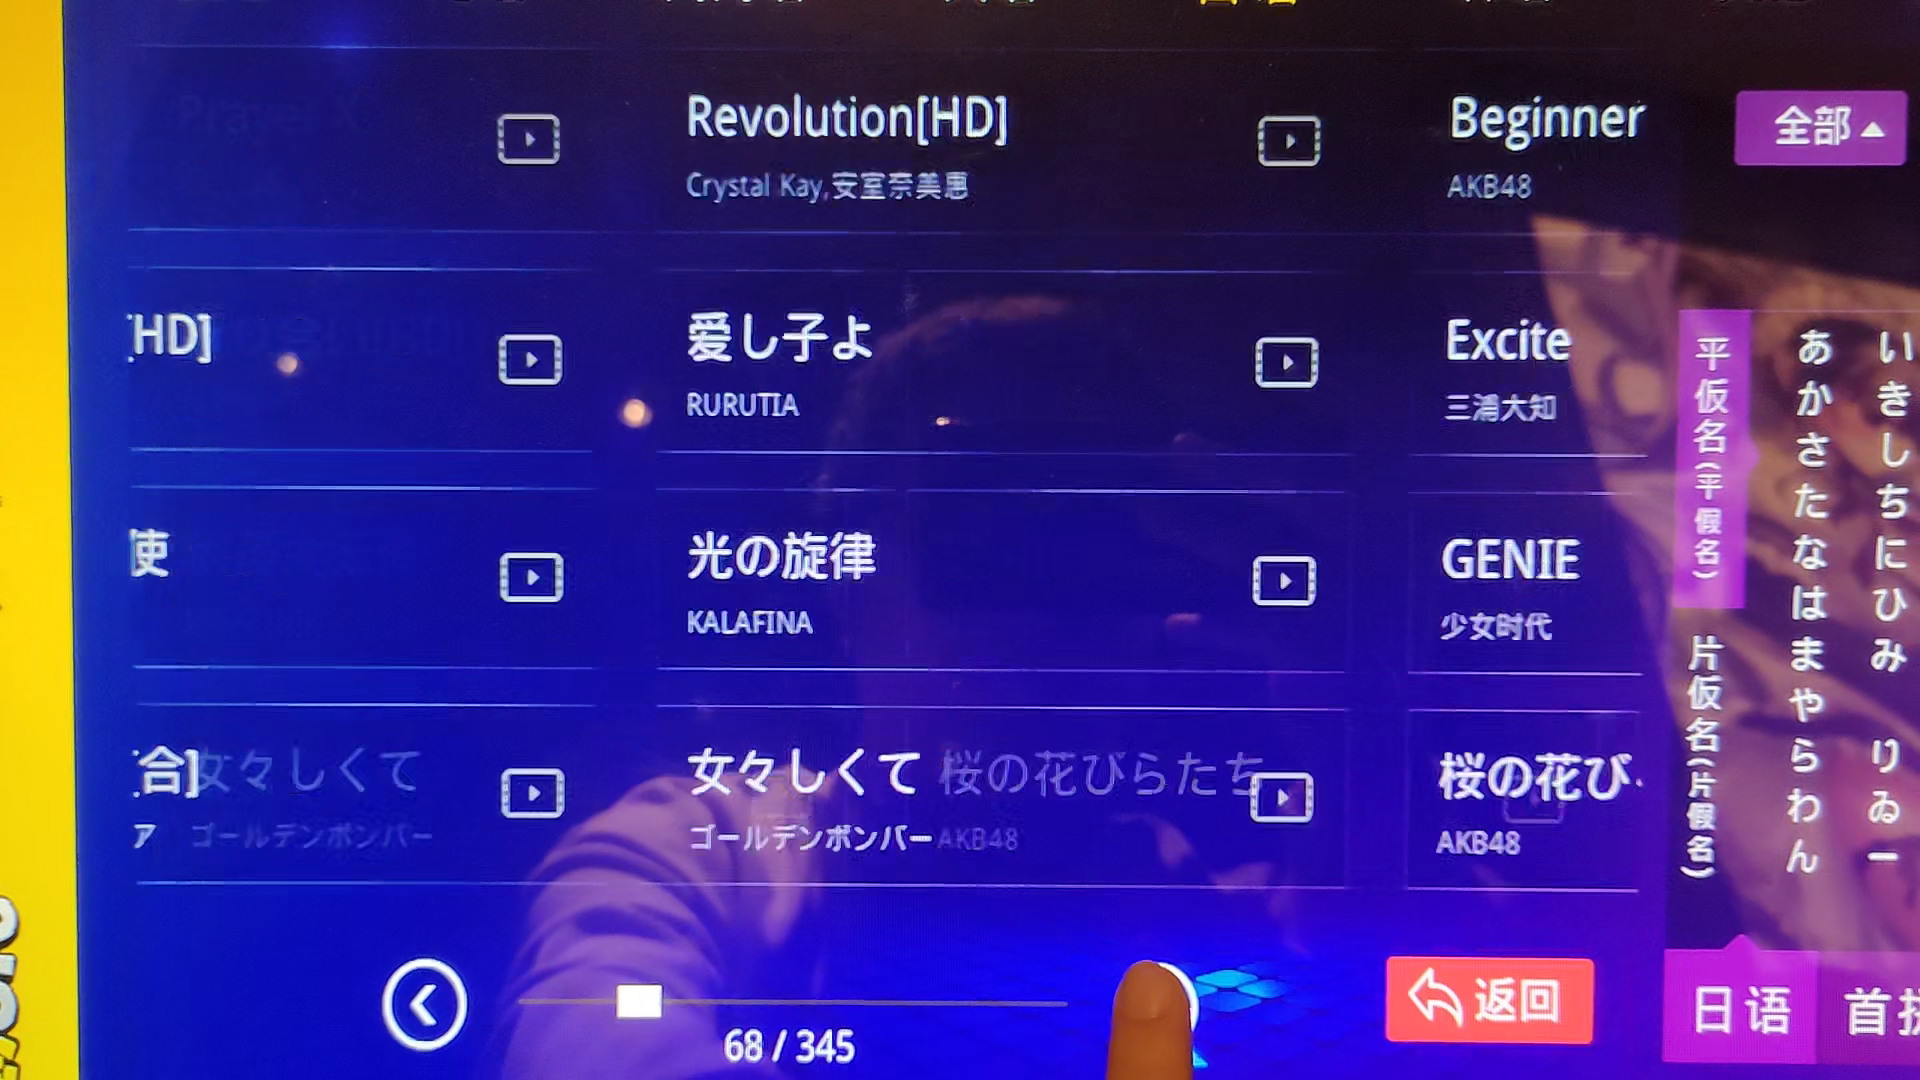 Revolution[HD]
Crystal Kay,安室奈美恵
Beginner
AKB48
全部
[HD]
愛し子よ
RURUTIA
Excite
三浦大知
使
光の旋律
KALAFINA
GENIE
少女时代
合]
女々しくて
ア
ゴールデンボンバー
女々しくて
桜の花びらたち
ゴールデンボンバー
AKB48
桜の花び
AKB48
平仮名(平假名)
片仮名(片假名)
あかさたなはまやらわん
いきしちにひみ りゐー
68 / 345
返回
日语
首